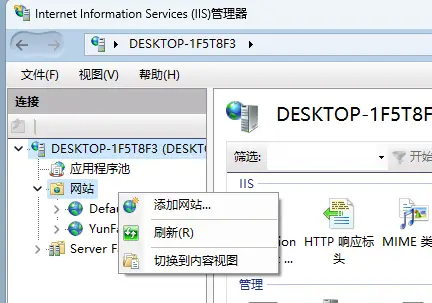 Internet Information Services (IIS)管理器
DESKTOP-1F5T8F3
文件(F) 视图(V) 帮助(H)
连接
DESKTOP-1F5T8F3 (DESKT
应用程序池
网站
Defau
YunFa
Server F
添加网站...
刷新(R)
切换到内容视图
DESKTOP-1F5T8F
筛选: 开始
IIS
HTTP 响应标
头
MIME 类
管理